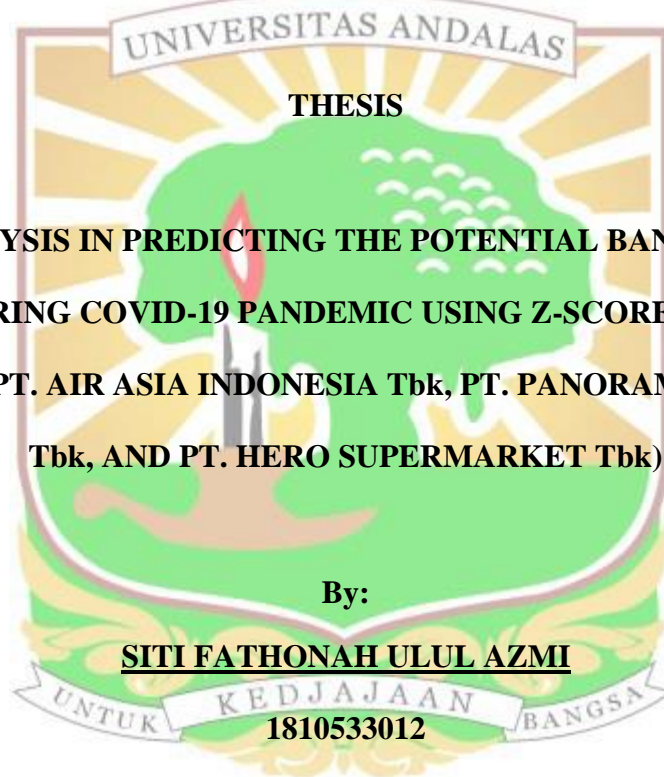 UNIVERSITAS ANDALAS
THESIS
YSIS IN PREDICTING THE POTENTIAL BAN
RING COVID-19 PANDEMIC USING Z-SCORE
PT. AIR ASIA INDONESIA Tbk, PT. PANORAM
Tbk, AND PT. HERO SUPERMARKET Tbk)
By:
SITI FATHONAH ULUL AZMI
UNTUK KEDJAJAAN BANGSA
1810533012